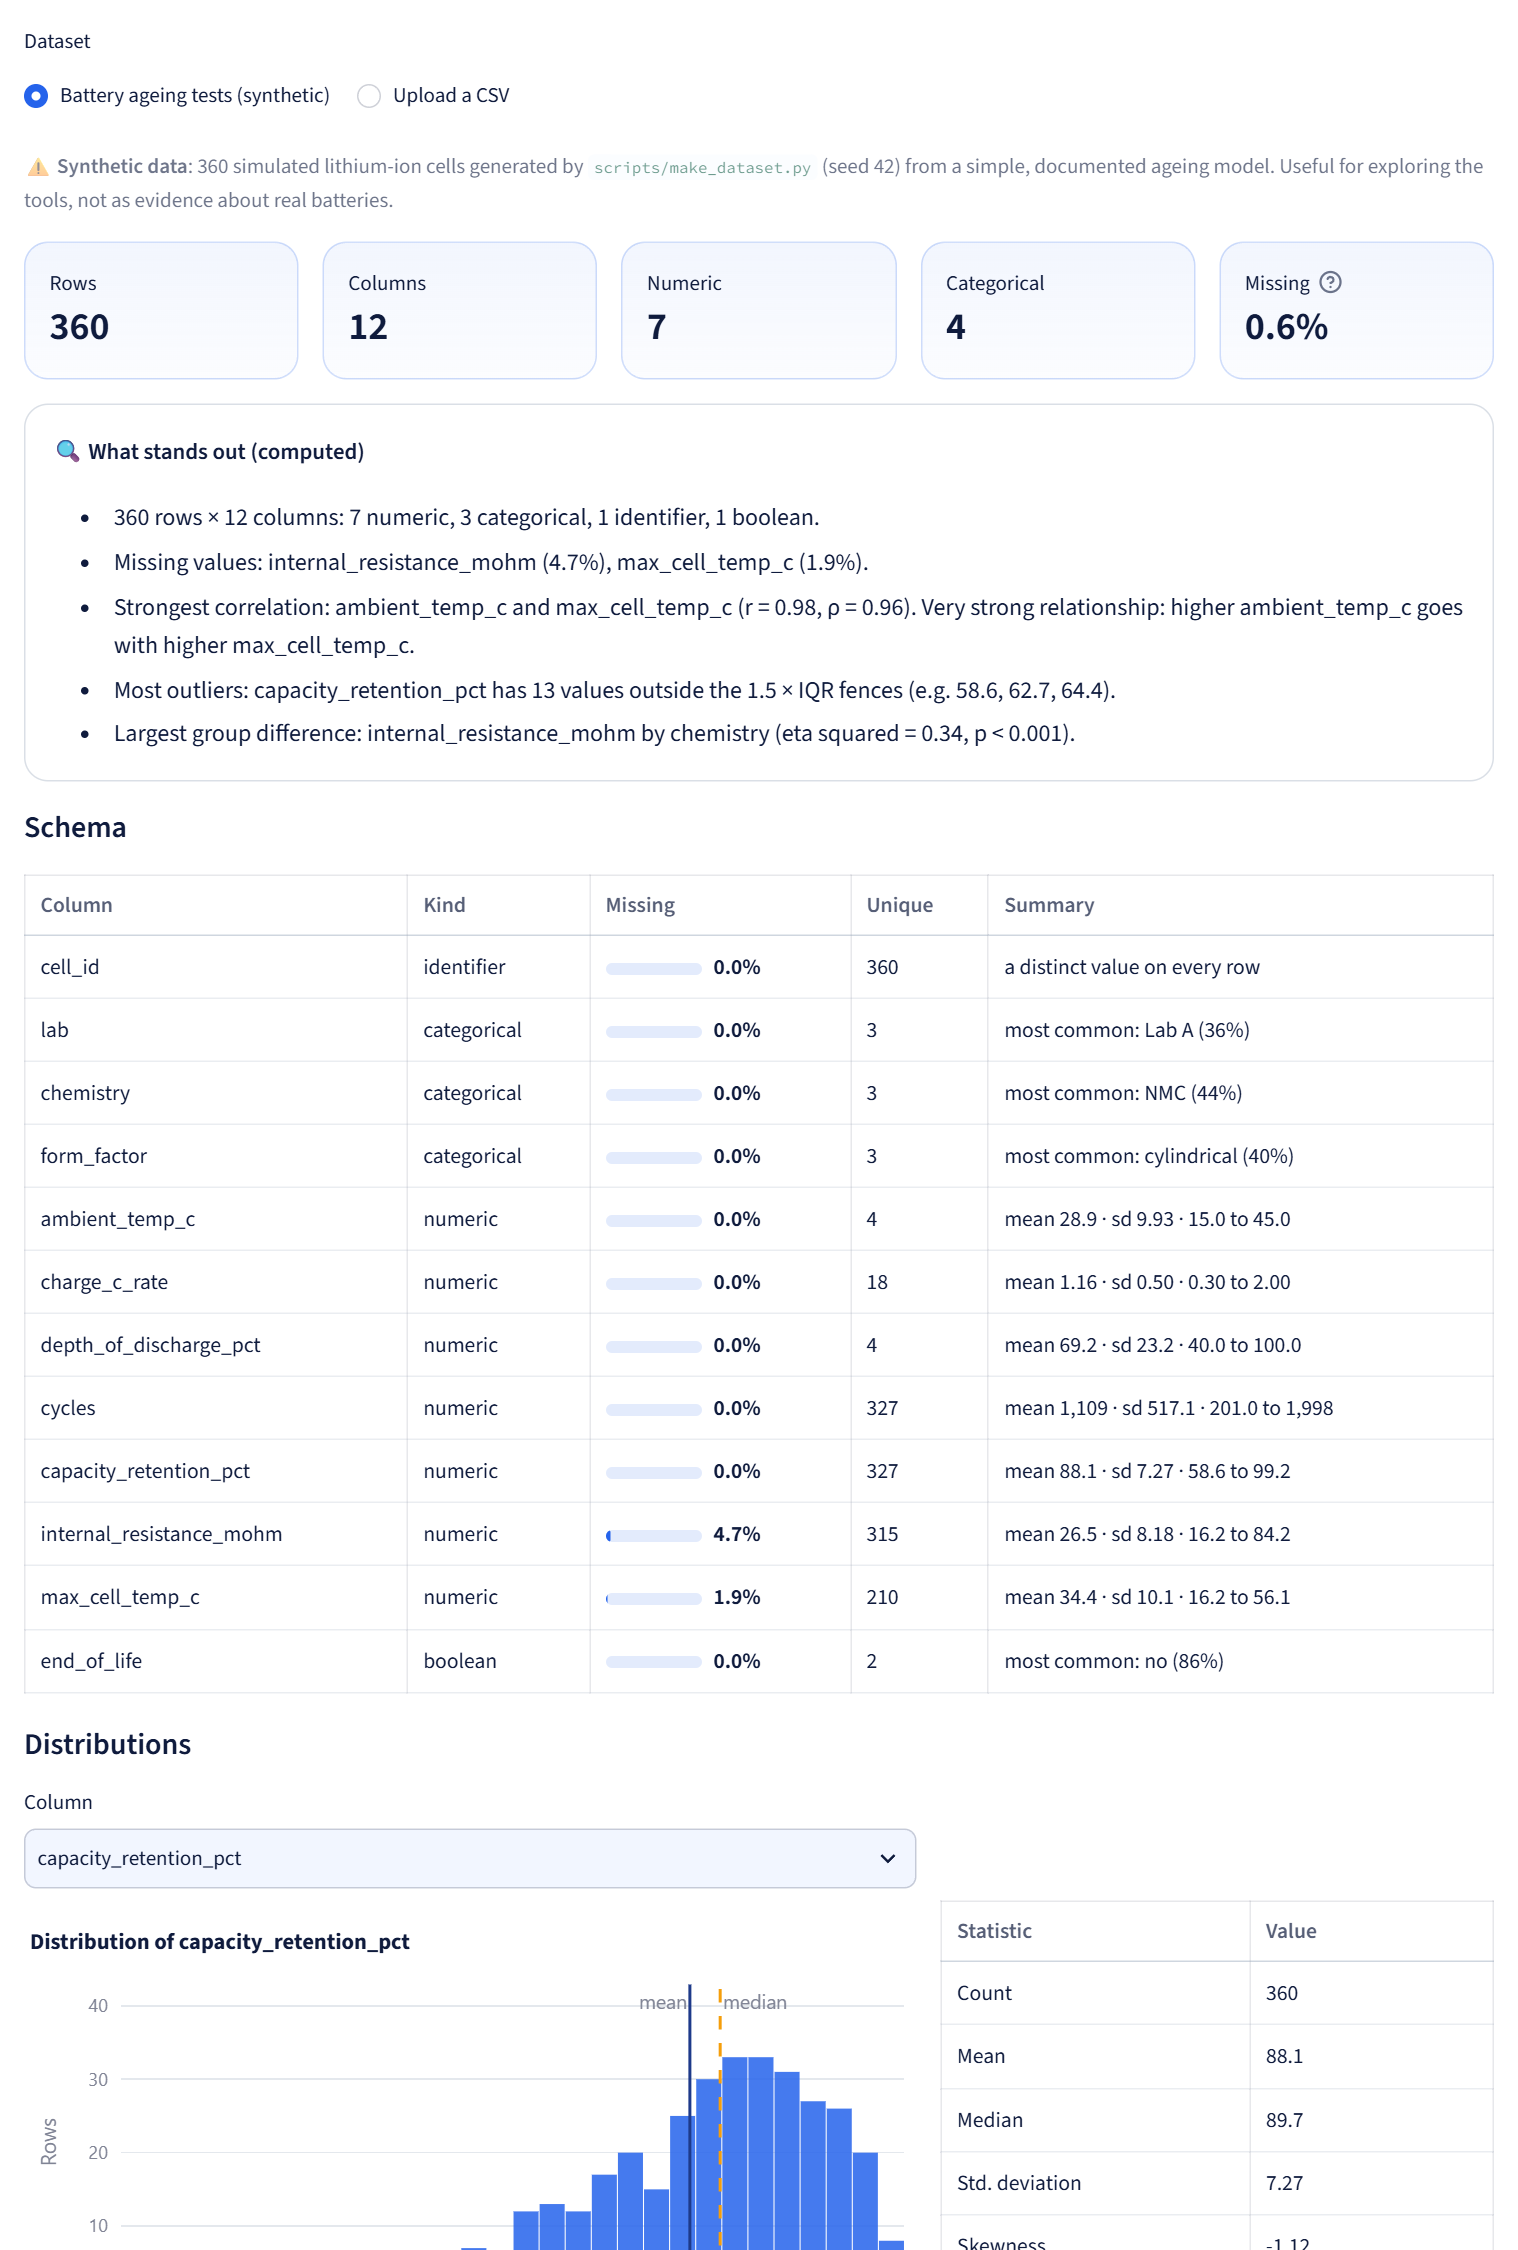 Dataset
Battery ageing tests (synthetic) Upload a CSV
⚠️ Synthetic data: 360 simulated lithium-ion cells generated by scripts/make_dataset.py (seed 42) from a simple, documented ageing model. Useful for exploring the
tools, not as evidence about real batteries.
Rows Columns Numeric Categorical Missing ?
360 12 7 4 0.6%
🔍 What stands out (computed)
• 360 rows × 12 columns: 7 numeric, 3 categorical, 1 identifier, 1 boolean.
• Missing values: internal_resistance_mohm (4.7%), max_cell_temp_c (1.9%).
• Strongest correlation: ambient_temp_c and max_cell_temp_c (r = 0.98, ρ = 0.96). Very strong relationship: higher ambient_temp_c goes
with higher max_cell_temp_c.
• Most outliers: capacity_retention_pct has 13 values outside the 1.5 × IQR fences (e.g. 58.6, 62.7, 64.4).
• Largest group difference: internal_resistance_mohm by chemistry (eta squared = 0.34, p < 0.001).
Schema
Column Kind Missing Unique Summary
cell_id identifier 0.0% 360 a distinct value on every row
lab categorical 0.0% 3 most common: Lab A (36%)
chemistry categorical 0.0% 3 most common: NMC (44%)
form_factor categorical 0.0% 3 most common: cylindrical (40%)
ambient_temp_c numeric 0.0% 4 mean 28.9 · sd 9.93 · 15.0 to 45.0
charge_c_rate numeric 0.0% 18 mean 1.16 · sd 0.50 · 0.30 to 2.00
depth_of_discharge_pct numeric 0.0% 4 mean 69.2 · sd 23.2 · 40.0 to 100.0
cycles numeric 0.0% 327 mean 1,109 · sd 517.1 · 201.0 to 1,998
capacity_retention_pct numeric 0.0% 327 mean 88.1 · sd 7.27 · 58.6 to 99.2
internal_resistance_mohm numeric 4.7% 315 mean 26.5 · sd 8.18 · 16.2 to 84.2
max_cell_temp_c numeric 1.9% 210 mean 34.4 · sd 10.1 · 16.2 to 56.1
end_of_life boolean 0.0% 2 most common: no (86%)
Distributions
Column
capacity_retention_pct
Distribution of capacity_retention_pct
mean median
40
30
20
10
Rows
Statistic Value
Count 360
Mean 88.1
Median 89.7
Std. deviation 7.27
Skewness -1.12